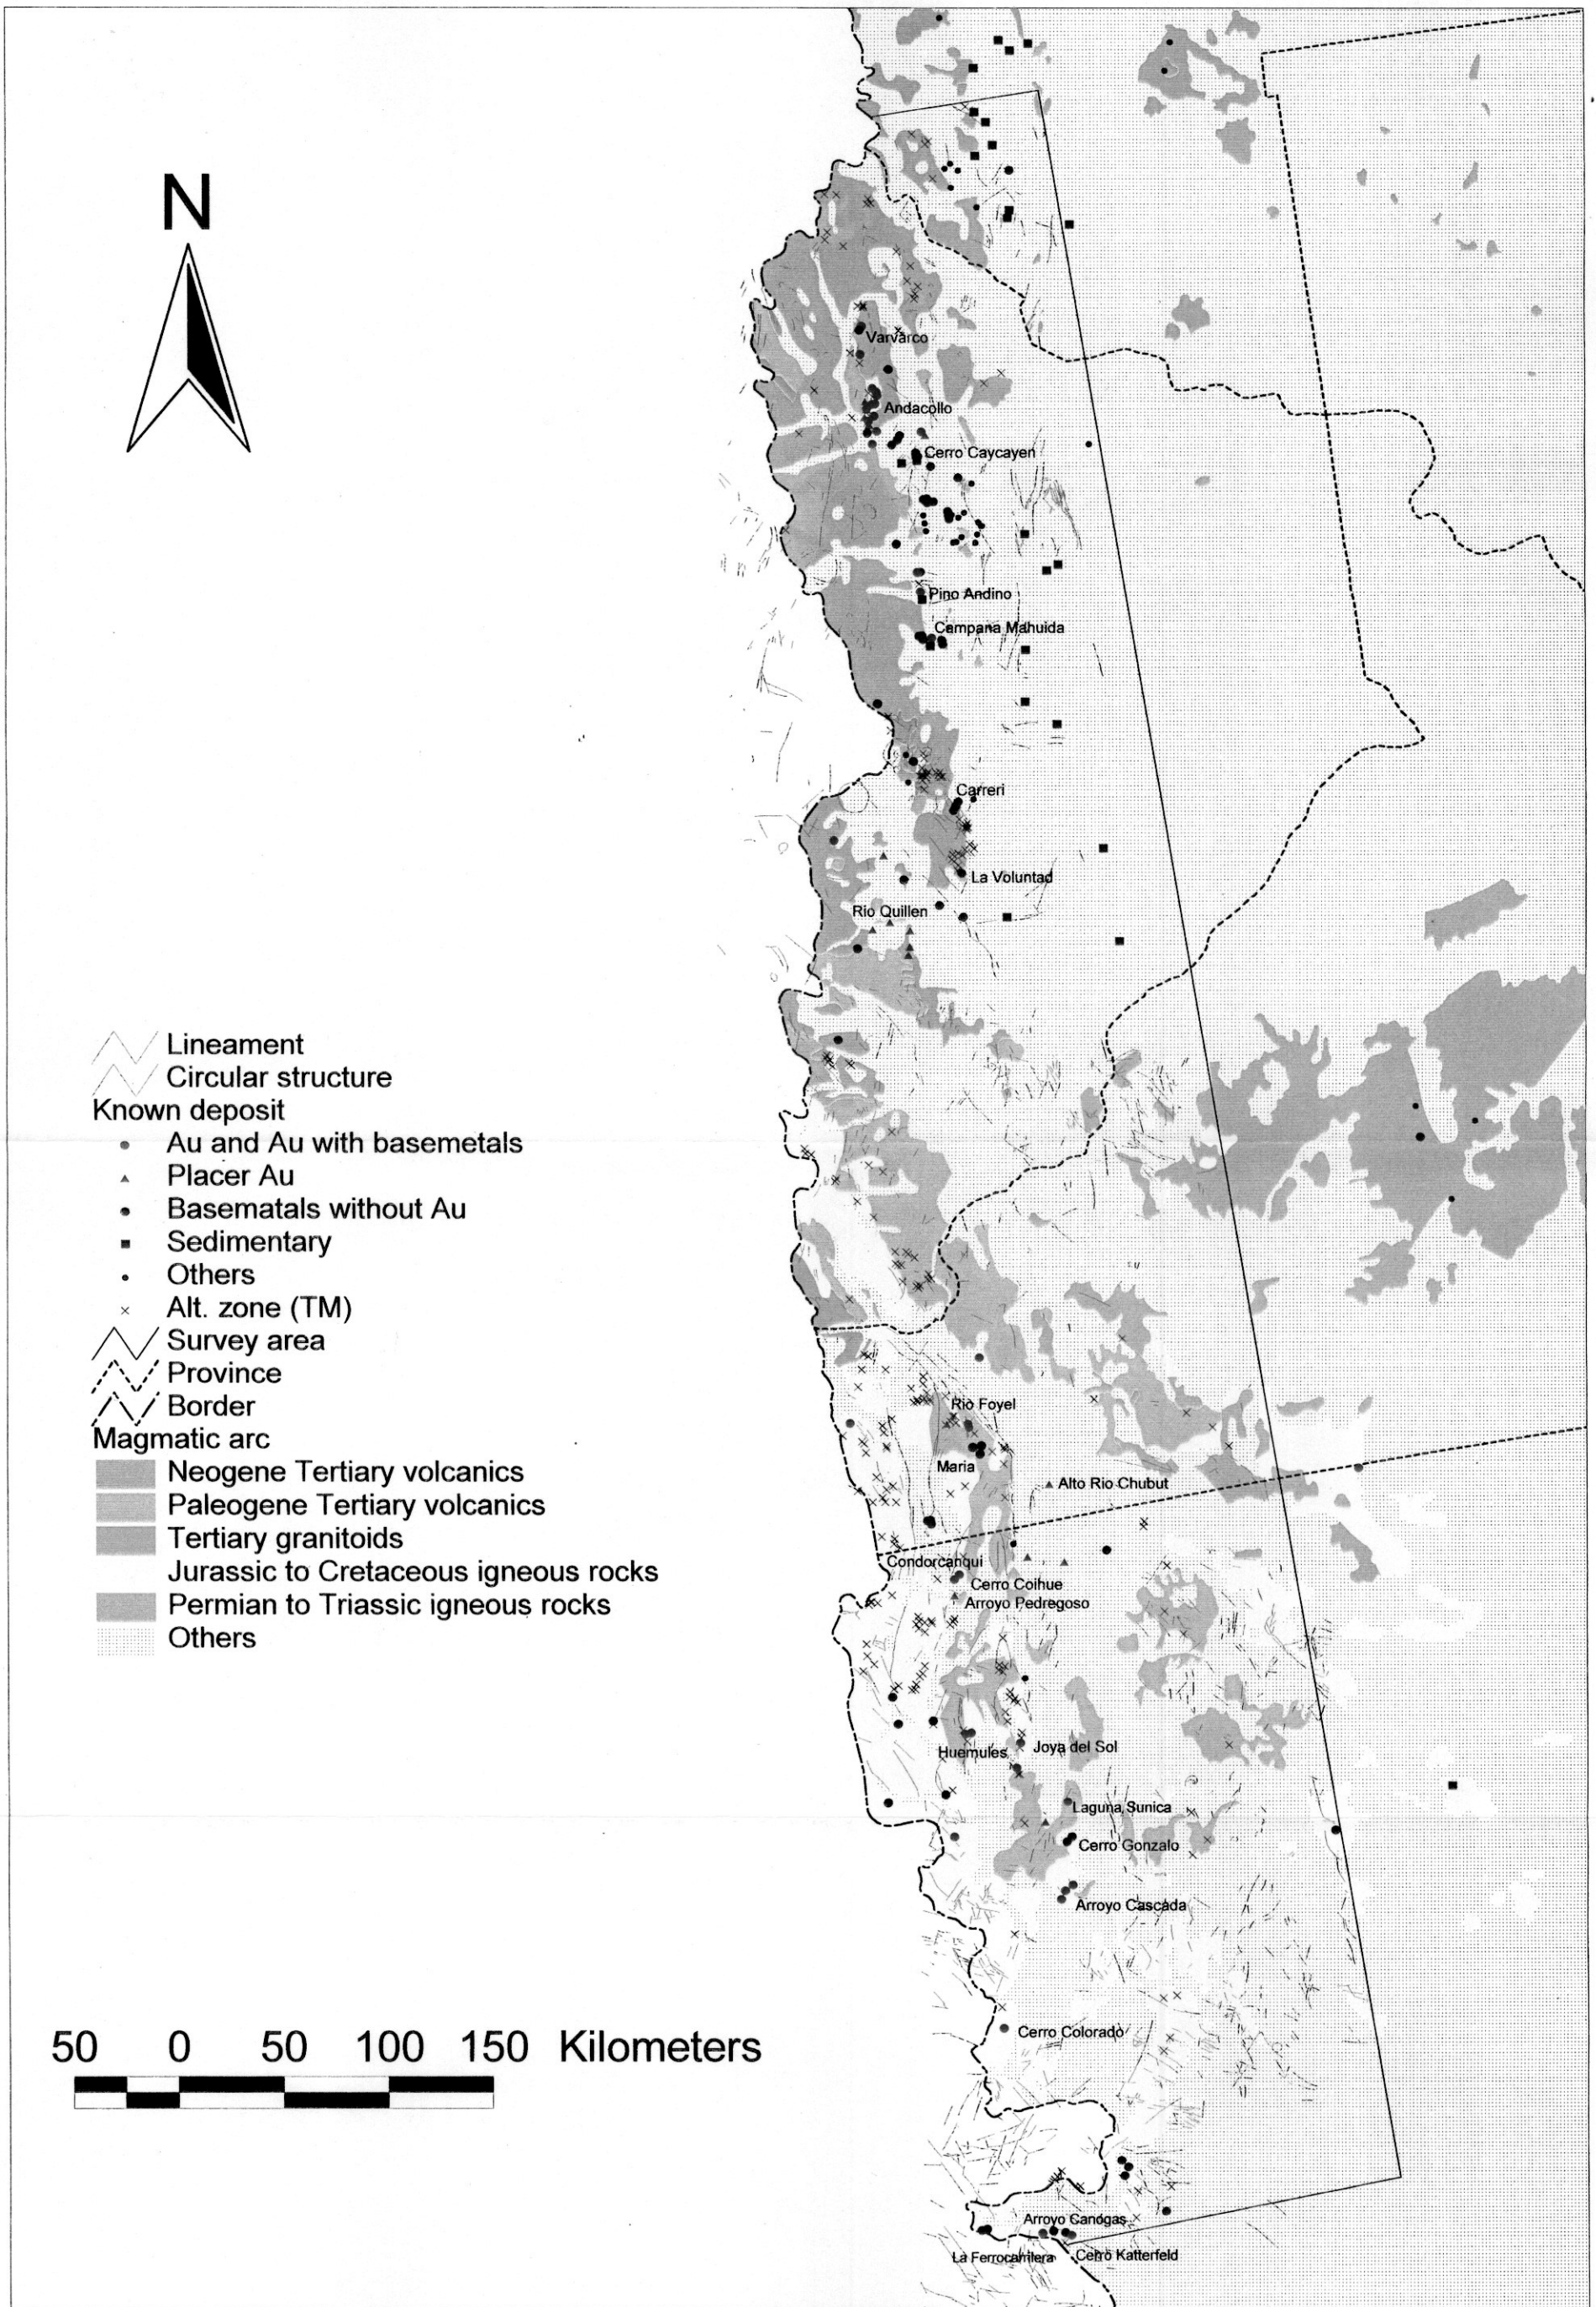 N
Varvarco
Andacollo
Cerro Caycayen
Pino Andino
Campana Mahuida
Carreri
La Voluntad
Rio Quillen
Lineament
Circular structure
Known deposit
Au and Au with basemetals
Placer Au
Basematals without Au
Sedimentary
Others
Alt. zone (TM)
Survey area
Province
Border
Magmatic arc
Neogene Tertiary volcanics
Paleogene Tertiary volcanics
Tertiary granitoids
Jurassic to Cretaceous igneous rocks
Permian to Triassic igneous rocks
Others
Rio Foyel
Maria
Alto Rio Chubut
Condorcanqui
Cerro Coihue
Arroyo Pedregoso
Huemules
Joya del Sol
Laguna Sunica
Cerro Gonzalo
Arroyo Cascada
Cerro Colorado
50 0 50 100 150 Kilometers
Arroyo Canogas
La Ferrocarrilera
Cerro Katterfeld